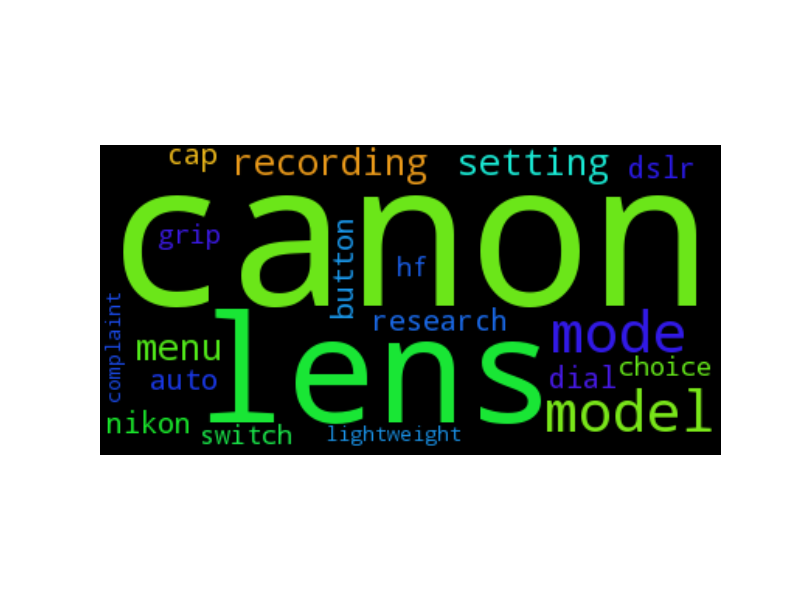 cap
recording
setting
dslr
canon
grip
button
hf
complaint
lens
research
mode
menu
choice
auto
dial
model
nikon
switch
lightweight